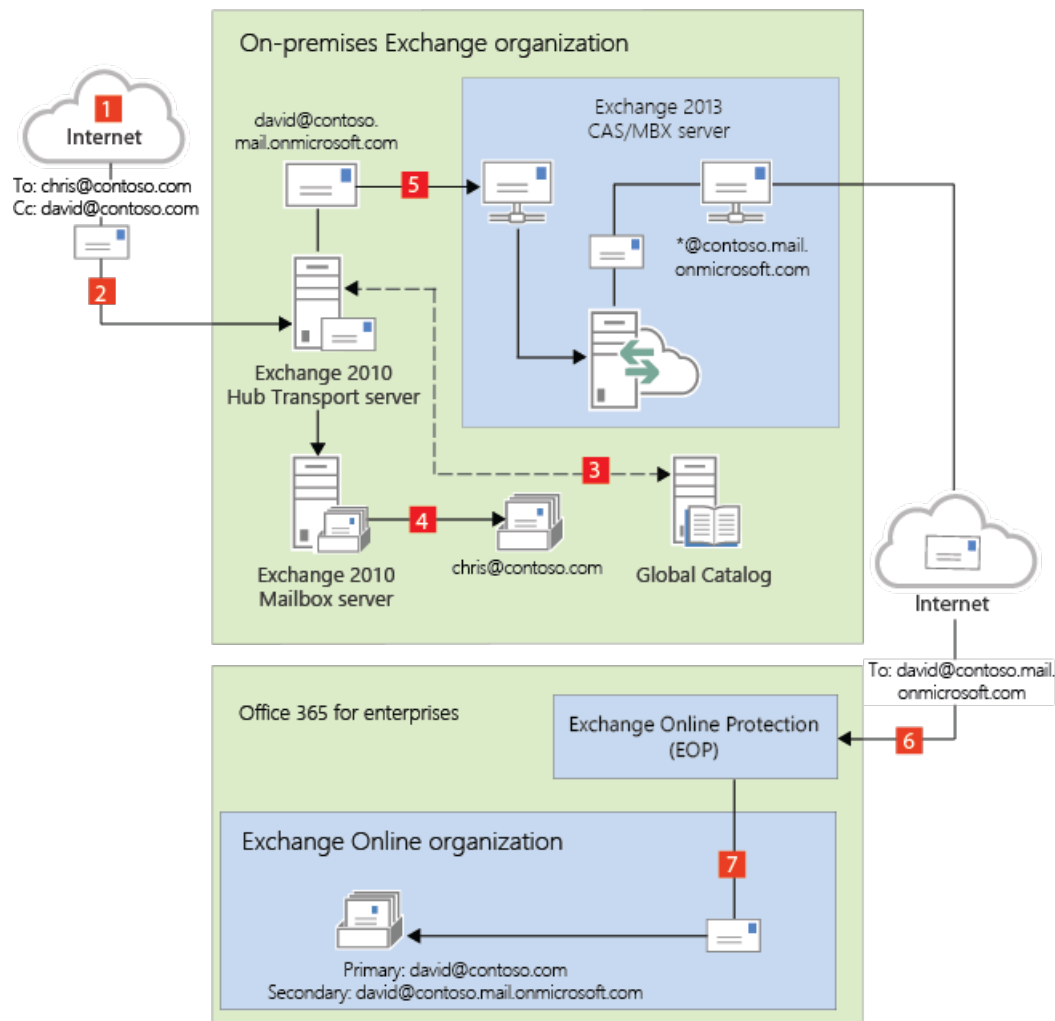 On-premises Exchange organization
1
Internet
To: chris@contoso.com
Cc: david@contoso.com
2
david@contoso.
mail.onmicrosoft.com
5
Exchange 2013
CAS/MBX server
*@contoso.mail.
onmicrosoft.com
Exchange 2010
Hub Transport server
3
4
Exchange 2010
Mailbox server
chris@contoso.com
Global Catalog
Internet
To: david@contoso.mail.
onmicrosoft.com
6
Office 365 for enterprises
Exchange Online Protection
(EOP)
7
Exchange Online organization
Primary: david@contoso.com
Secondary: david@contoso.mail.onmicrosoft.com